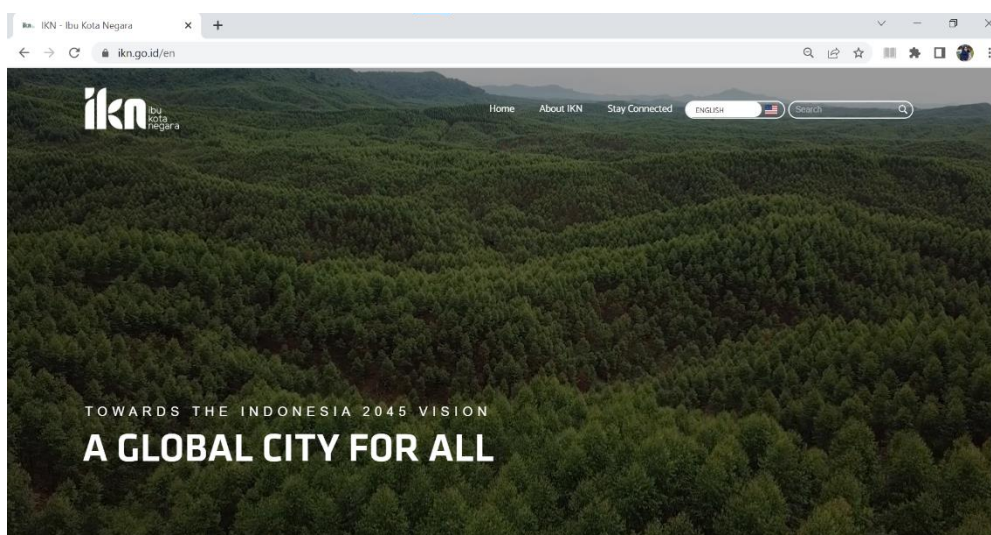 IKN - Ibu Kota Negara
ikn.go.id/en
ikn ibu
kota
negara
Home About IKN Stay Connected ENGLISH Search
TOWARDS THE INDONESIA 2045 VISION
A GLOBAL CITY FOR ALL